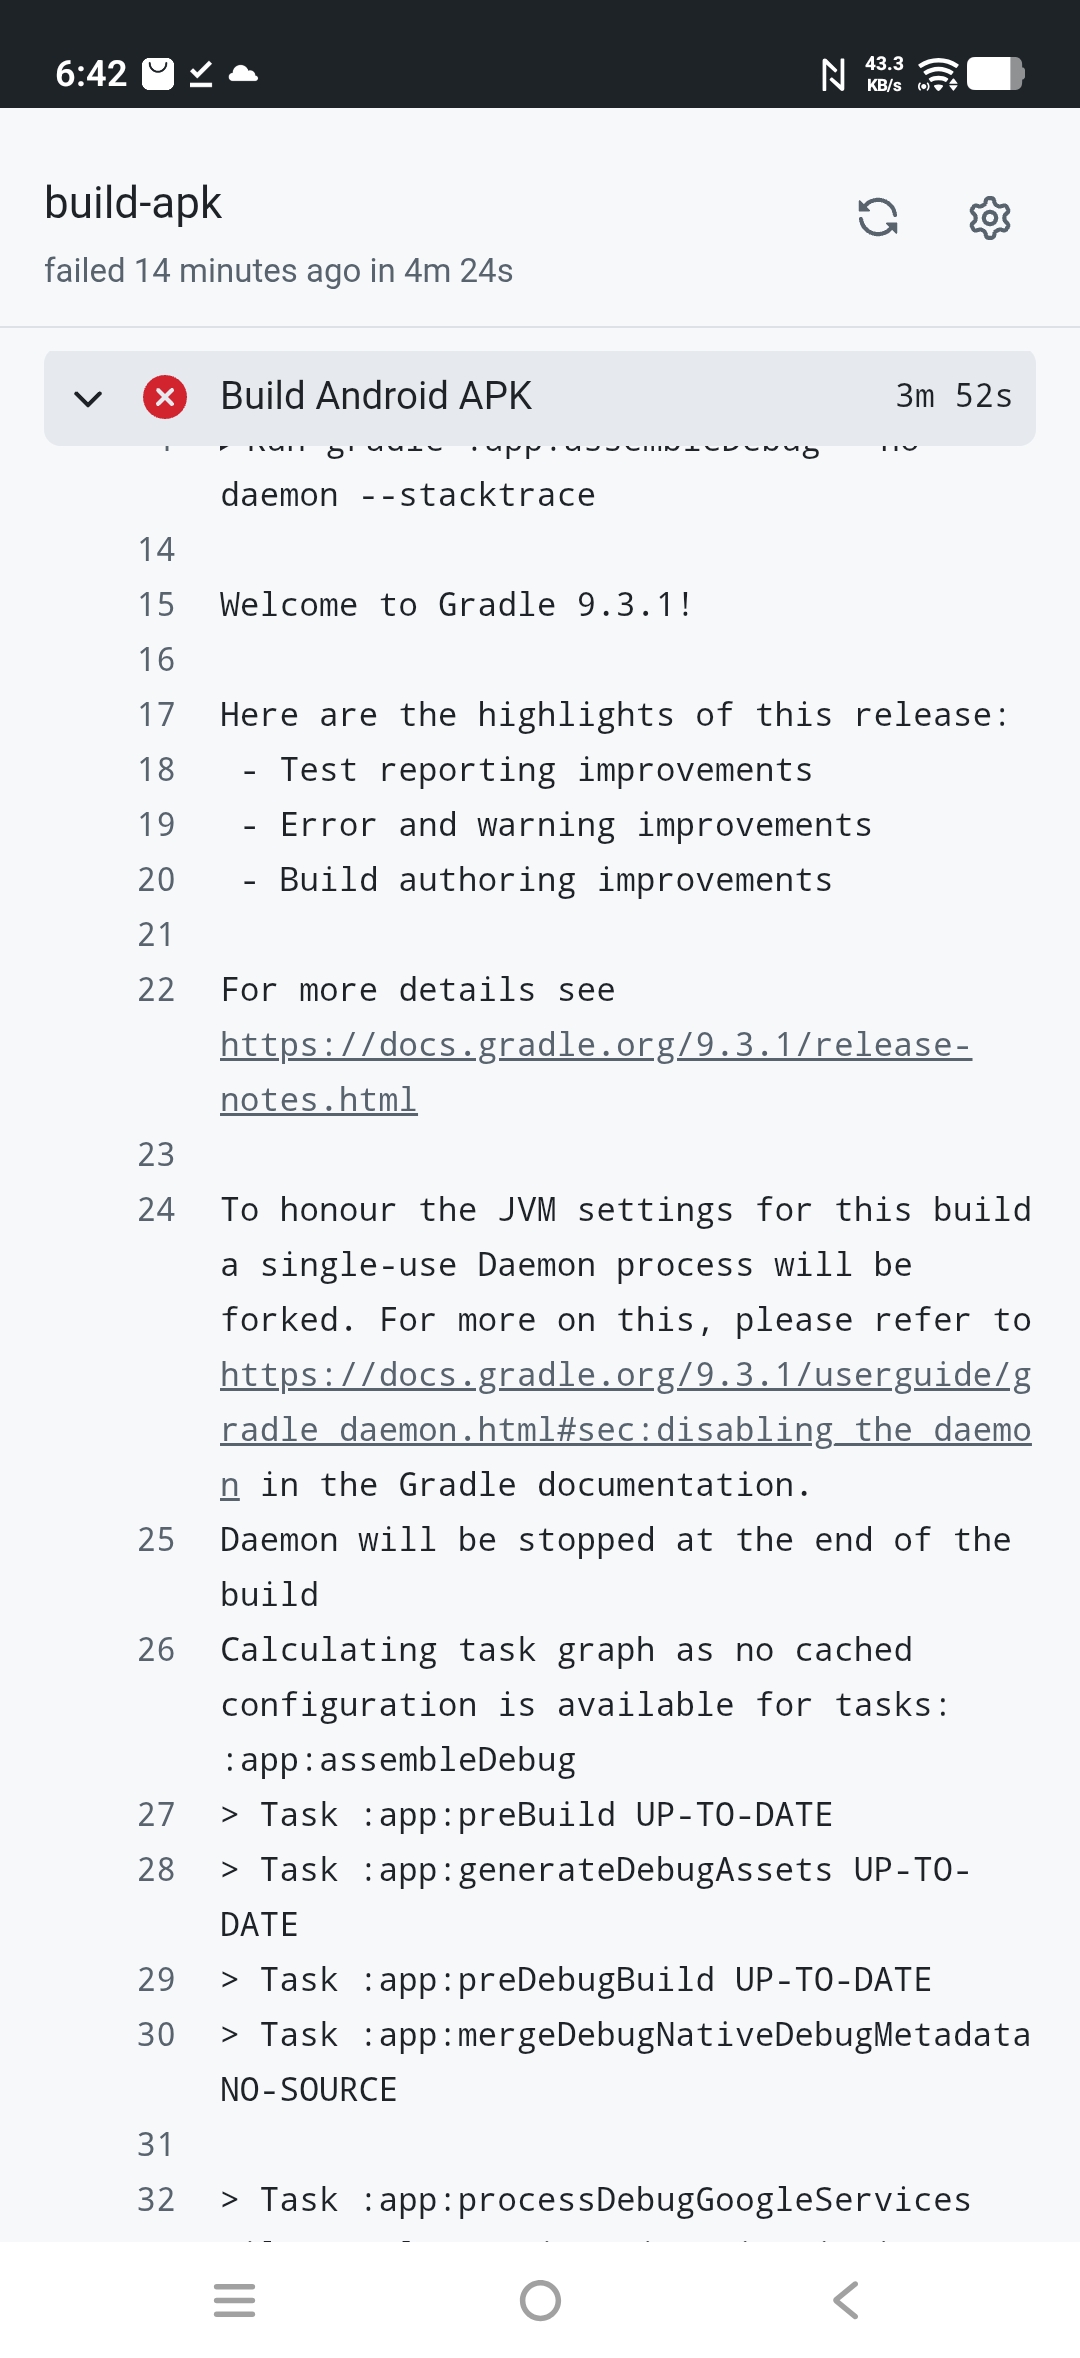 6:42
43.3
KB/s
build-apk
failed 14 minutes ago in 4m 24s
Build Android APK
3m 52s
Run gradle :app:assembleDebug --no
daemon --stacktrace
14
15 Welcome to Gradle 9.3.1!
16
17 Here are the highlights of this release:
18 - Test reporting improvements
19 - Error and warning improvements
20 - Build authoring improvements
21
22 For more details see
https://docs.gradle.org/9.3.1/release-
notes.html
23
24 To honour the JVM settings for this build
a single-use Daemon process will be
forked. For more on this, please refer to
https://docs.gradle.org/9.3.1/userguide/g
radle_daemon.html#sec:disabling_the_daemo
n in the Gradle documentation.
25 Daemon will be stopped at the end of the
build
26 Calculating task graph as no cached
configuration is available for tasks:
:app:assembleDebug
27 > Task :app:preBuild UP-TO-DATE
28 > Task :app:generateDebugAssets UP-TO-
DATE
29 > Task :app:preDebugBuild UP-TO-DATE
30 > Task :app:mergeDebugNativeDebugMetadata
NO-SOURCE
31
32 > Task :app:processDebugGoogleServices